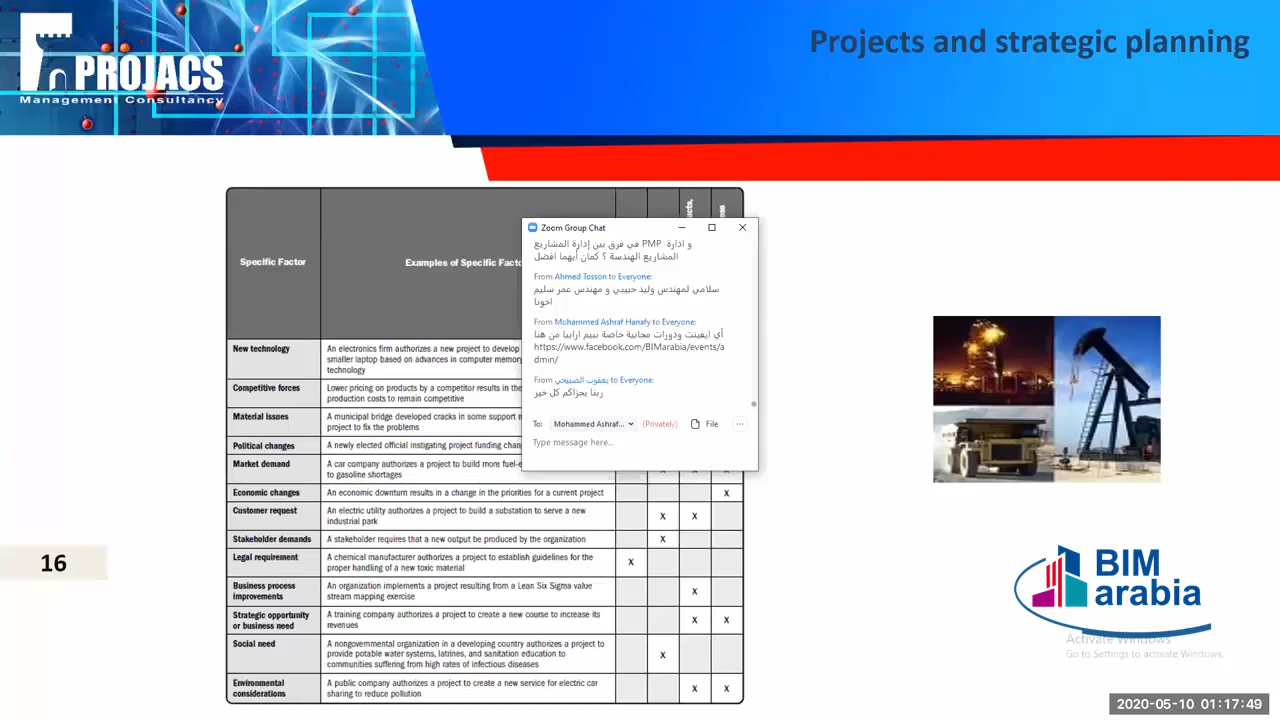 PROJACS
Management Consultancy
Projects and strategic planning
Specific Factor
Examples of Specific Facto
New technology
An electronics firm authorizes a new project to develop
smaller laptop based on advances in computer memory
technology
Competitive forces
Lower pricing on products by a competitor results in the
production costs to remain competitive
Material issues
A municipal bridge developed cracks in some support m
project to fix the problems
Political changes
A newly elected official instigating project funding chang
Market demand
A car company authorizes a project to build more fuel-e
to gasoline shortages
Economic changes
An economic downturn results in a change in the priorities for a current project
X
Customer request
An electric utility authorizes a project to build a substation to serve a new
industrial park
X X
Stakeholder demands
A stakeholder requires that a new output be produced by the organization
X
Legal requirement
A chemical manufacturer authorizes a project to establish guidelines for the
proper handling of a new toxic material
X
Business process
improvements
An organization implements a project resulting from a Lean Six Sigma value
stream mapping exercise
X
Strategic opportunity
or business need
A training company authorizes a project to create a new course to increase its
revenues
X X
Social need
A nongovernmental organization in a developing country authorizes a project to
provide potable water systems, latrines, and sanitation education to
communities suffering from high rates of infectious diseases
X
Environmental
considerations
A public company authorizes a project to create a new service for electric car
sharing to reduce pollution
X X
Zoom Group Chat
في فرق بين إدارة المشاريع PMP و ادارة
المشاريع الهندسة ؟ كمان أيهما افضل
From Ahmed Tosson to Everyone:
سلامي لمهندس وليد حبيبي و مهندس عمر سليم
اخونا
From Mohammed Ashraf Hanafy to Everyone:
أي ايفينت ودورات مجانية خاصة ببيم ارابيا من هنا
https://www.facebook.com/BIMarabia/events/a
dmin/
From يعقوب الصبيحي to Everyone:
ربنا يجزاكم كل خير
To: Mohammed Ashraf... (Privately) File ...
Type message here...
16
BIM
arabia
Activate Windows
Go to Settings to activate Windows.
2020-05-10 01:17:49